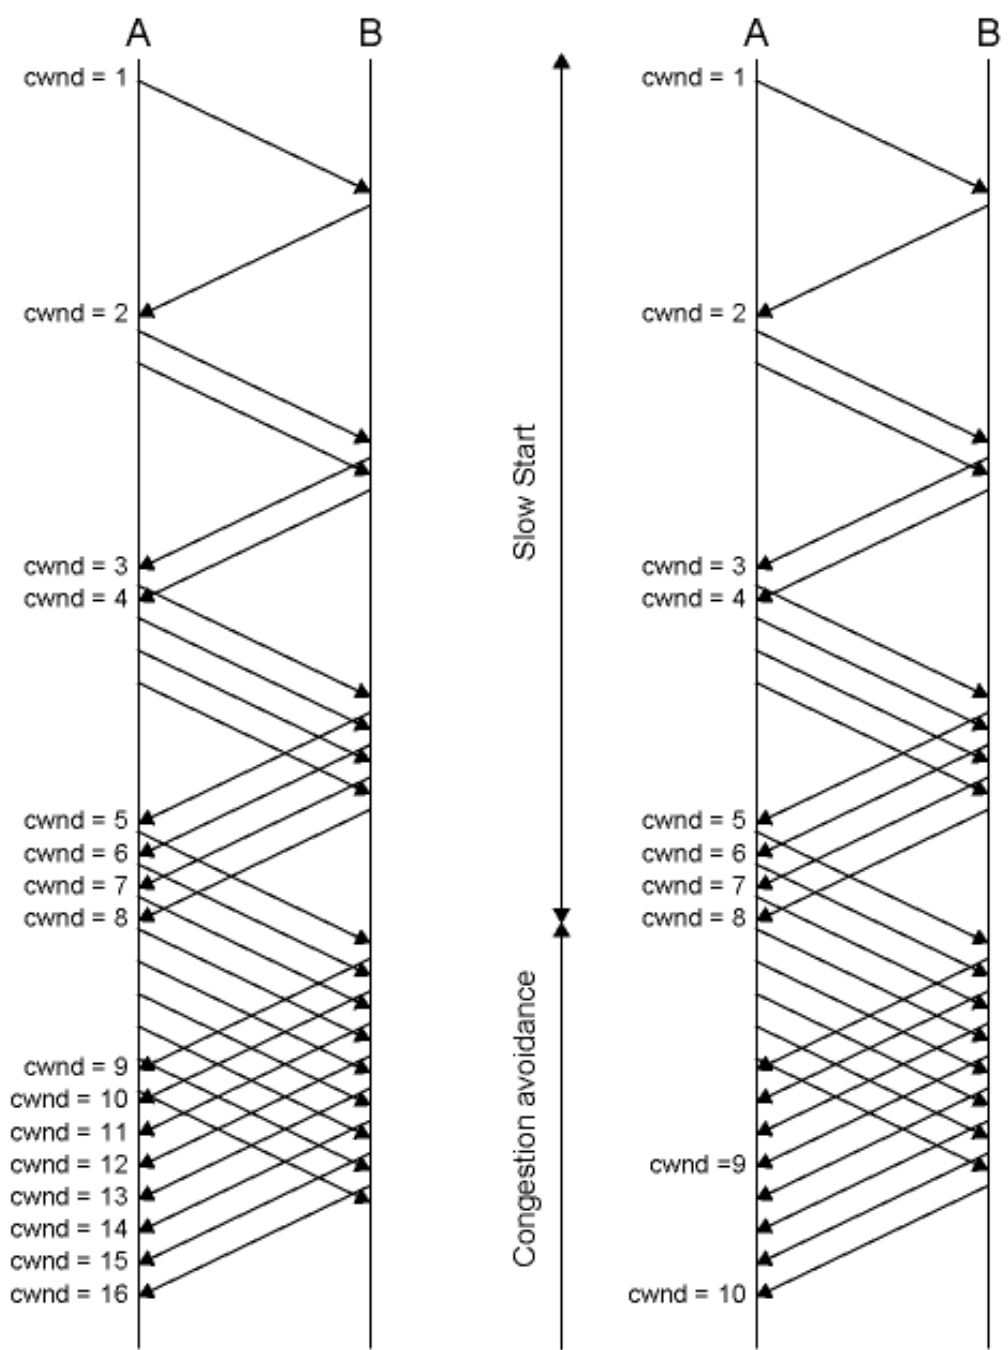 A B A B
cwnd = 1 cwnd = 1
cwnd = 2 cwnd = 2
Slow Start
cwnd = 3 cwnd = 3
cwnd = 4 cwnd = 4
cwnd = 5 cwnd = 5
cwnd = 6 cwnd = 6
cwnd = 7 cwnd = 7
cwnd = 8 cwnd = 8
Congestion avoidance
cwnd = 9
cwnd = 10
cwnd = 11
cwnd = 12 cwnd =9
cwnd = 13
cwnd = 14
cwnd = 15
cwnd = 16 cwnd = 10